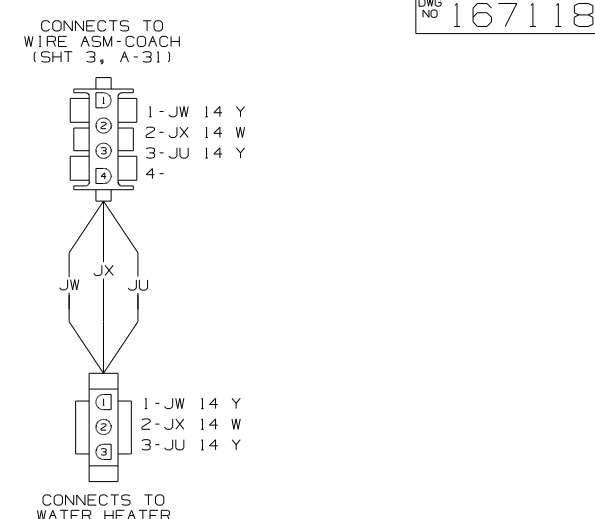 DWG
NO 167118
CONNECTS TO
WIRE ASM-COACH
(SHT 3, A-31)
1
2
3
4
1-JW 14 Y
2-JX 14 W
3-JU 14 Y
4-
JW
JX
JU
1
2
3
1-JW 14 Y
2-JX 14 W
3-JU 14 Y
CONNECTS TO
WATER HEATER